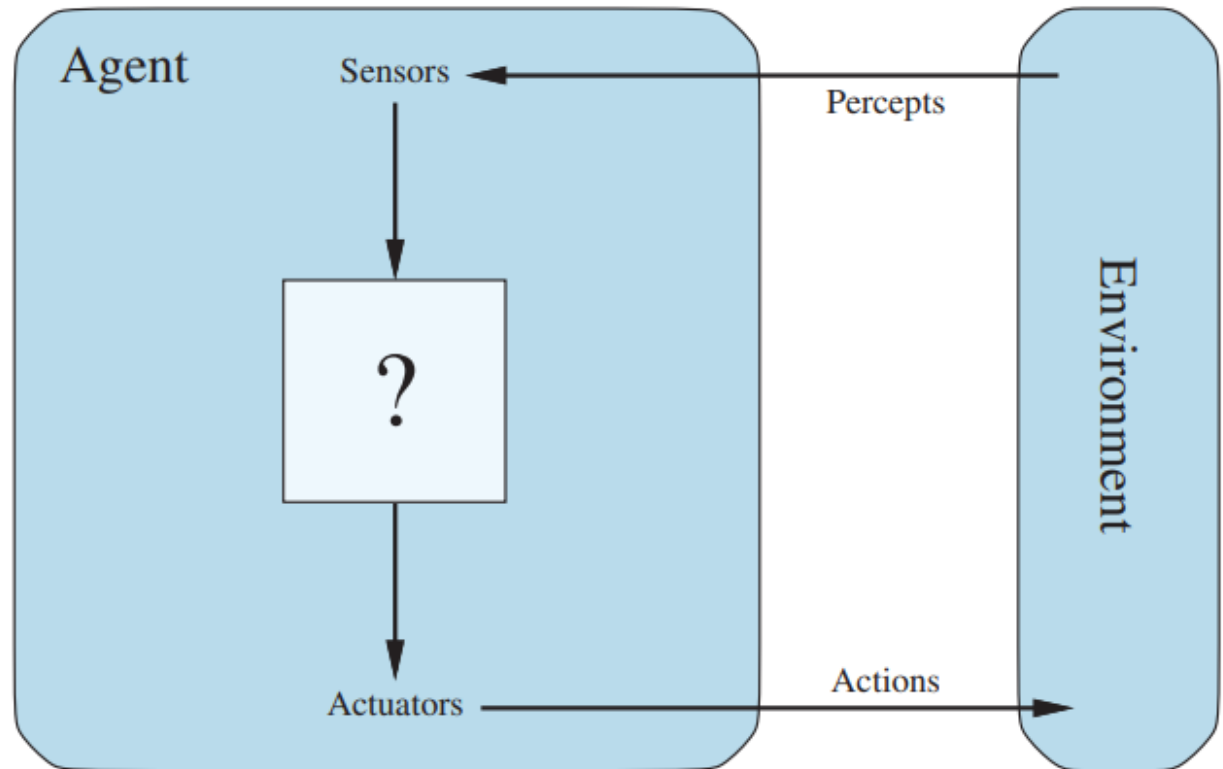 Agent
Sensors
Percepts
?
Environment
Actions
Actuators